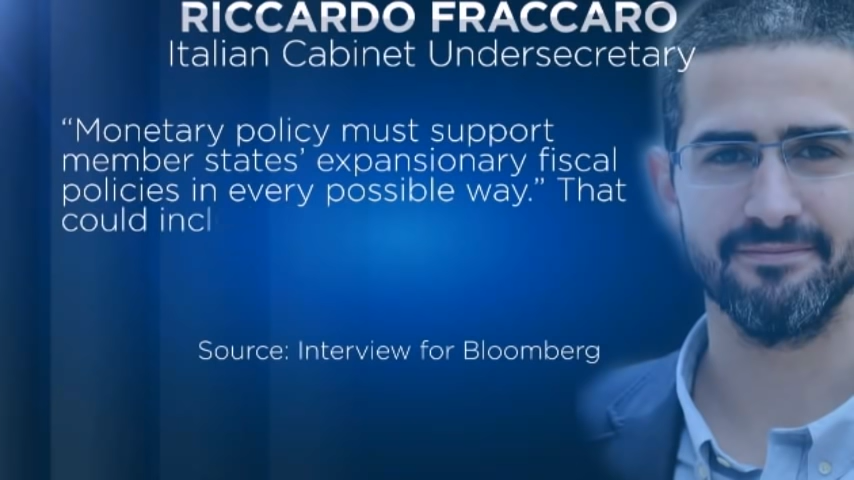 RICCARDO FRACCARO
Italian Cabinet Undersecretary
“Monetary policy must support
member states’ expansionary fiscal
policies in every possible way.” That
could incl
Source: Interview for Bloomberg